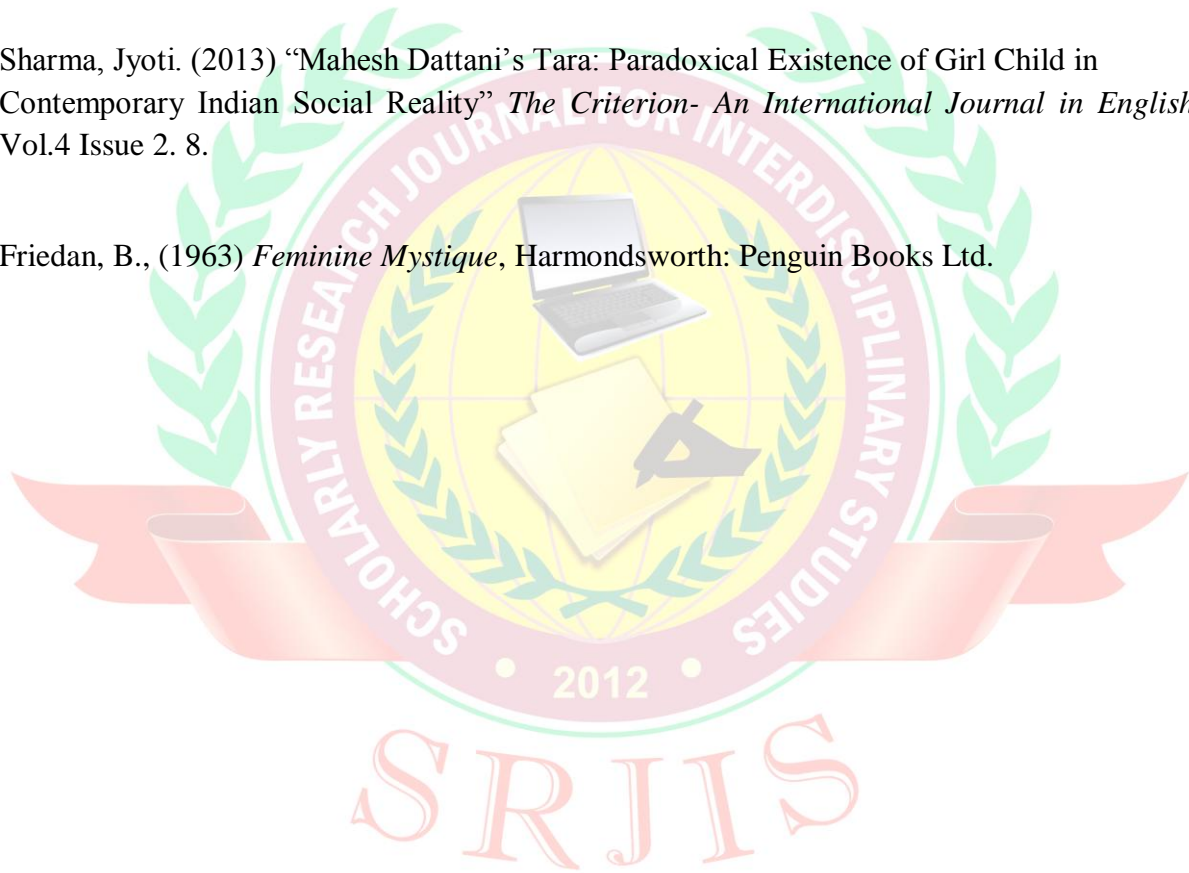 Sharma, Jyoti. (2013) “Mahesh Dattani’s Tara: Paradoxical Existence of Girl Child in
Contemporary Indian Social Reality” The Criterion- An International Journal in English
Vol.4 Issue 2. 8.
Friedan, B., (1963) Feminine Mystique, Harmondsworth: Penguin Books Ltd.
SCHOLARLY RESEARCH JOURNAL FOR INTERDISCIPLINARY STUDIES
• 2012 •
SRJIS